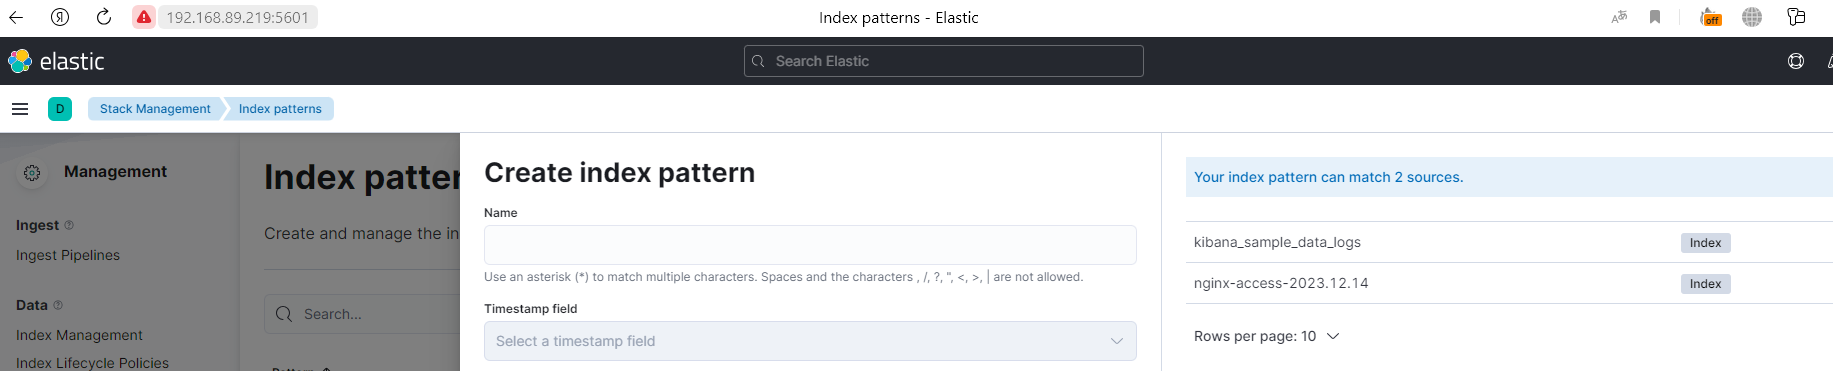 192.168.89.219:5601
Index patterns - Elastic
off
elastic
Search Elastic
D
Stack Management
Index patterns
Management
Ingest
Ingest Pipelines
Data
Index Management
Index Lifecycle Policies
Index patter
Create and manage the in
Search...
Create index pattern
Name
Use an asterisk (*) to match multiple characters. Spaces and the characters , /, ?, ", <, >, | are not allowed.
Timestamp field
Select a timestamp field
Your index pattern can match 2 sources.
kibana_sample_data_logs Index
nginx-access-2023.12.14 Index
Rows per page: 10